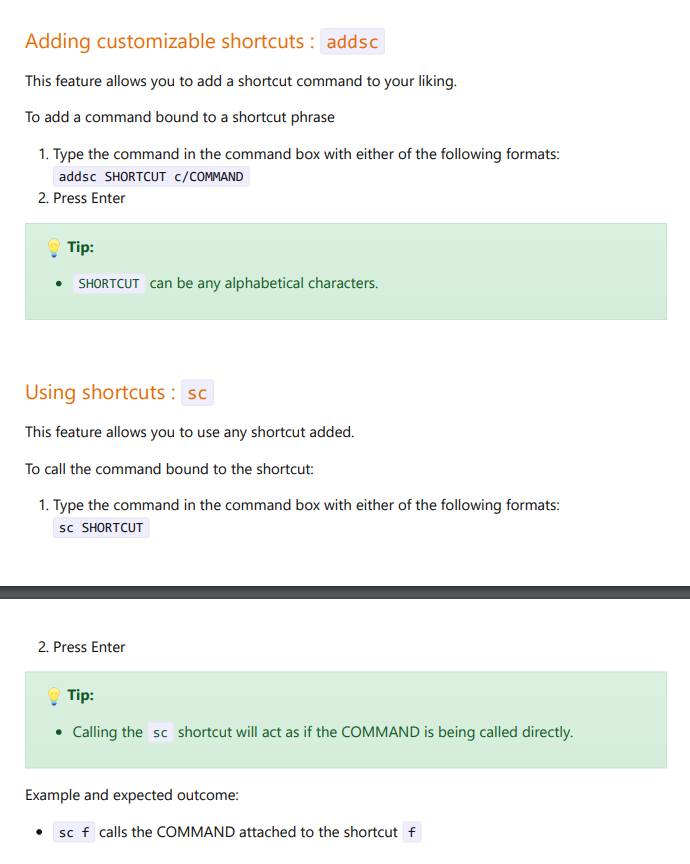 Adding customizable shortcuts : addsc
This feature allows you to add a shortcut command to your liking.
To add a command bound to a shortcut phrase
1. Type the command in the command box with either of the following formats:
addsc SHORTCUT c/COMMAND
2. Press Enter
💡 Tip:
• SHORTCUT can be any alphabetical characters.
Using shortcuts : sc
This feature allows you to use any shortcut added.
To call the command bound to the shortcut:
1. Type the command in the command box with either of the following formats:
sc SHORTCUT
2. Press Enter
💡 Tip:
• Calling the sc shortcut will act as if the COMMAND is being called directly.
Example and expected outcome:
• sc f calls the COMMAND attached to the shortcut f